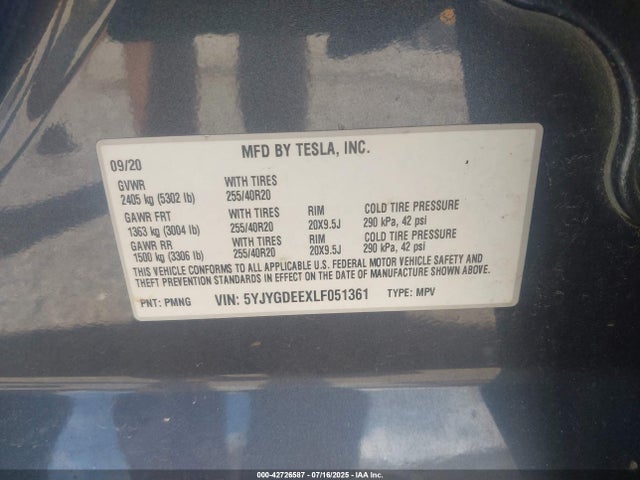 MFD BY TESLA, INC.
09/20
GVWR WITH TIRES
2405 kg (5302 lb) 255/40R20
GAWR FRT WITH TIRES RIM COLD TIRE PRESSURE
1363 kg (3004 lb) 255/40R20 20X9.5J 290 kPa, 42 psi
GAWR RR WITH TIRES RIM COLD TIRE PRESSURE
1500 kg (3306 lb) 255/40R20 20X9.5J 290 kPa, 42 psi
THIS VEHICLE CONFORMS TO ALL APPLICABLE U.S. FEDERAL MOTOR VEHICLE SAFETY AND
THEFT PREVENTION STANDARDS IN EFFECT ON THE DATE OF MANUFACTURE SHOWN ABOVE.
PNT: PMNG VIN: 5YJYGDEEXLF051361 TYPE: MPV
000-42726587 - 07/16/2025 - IAA Inc.